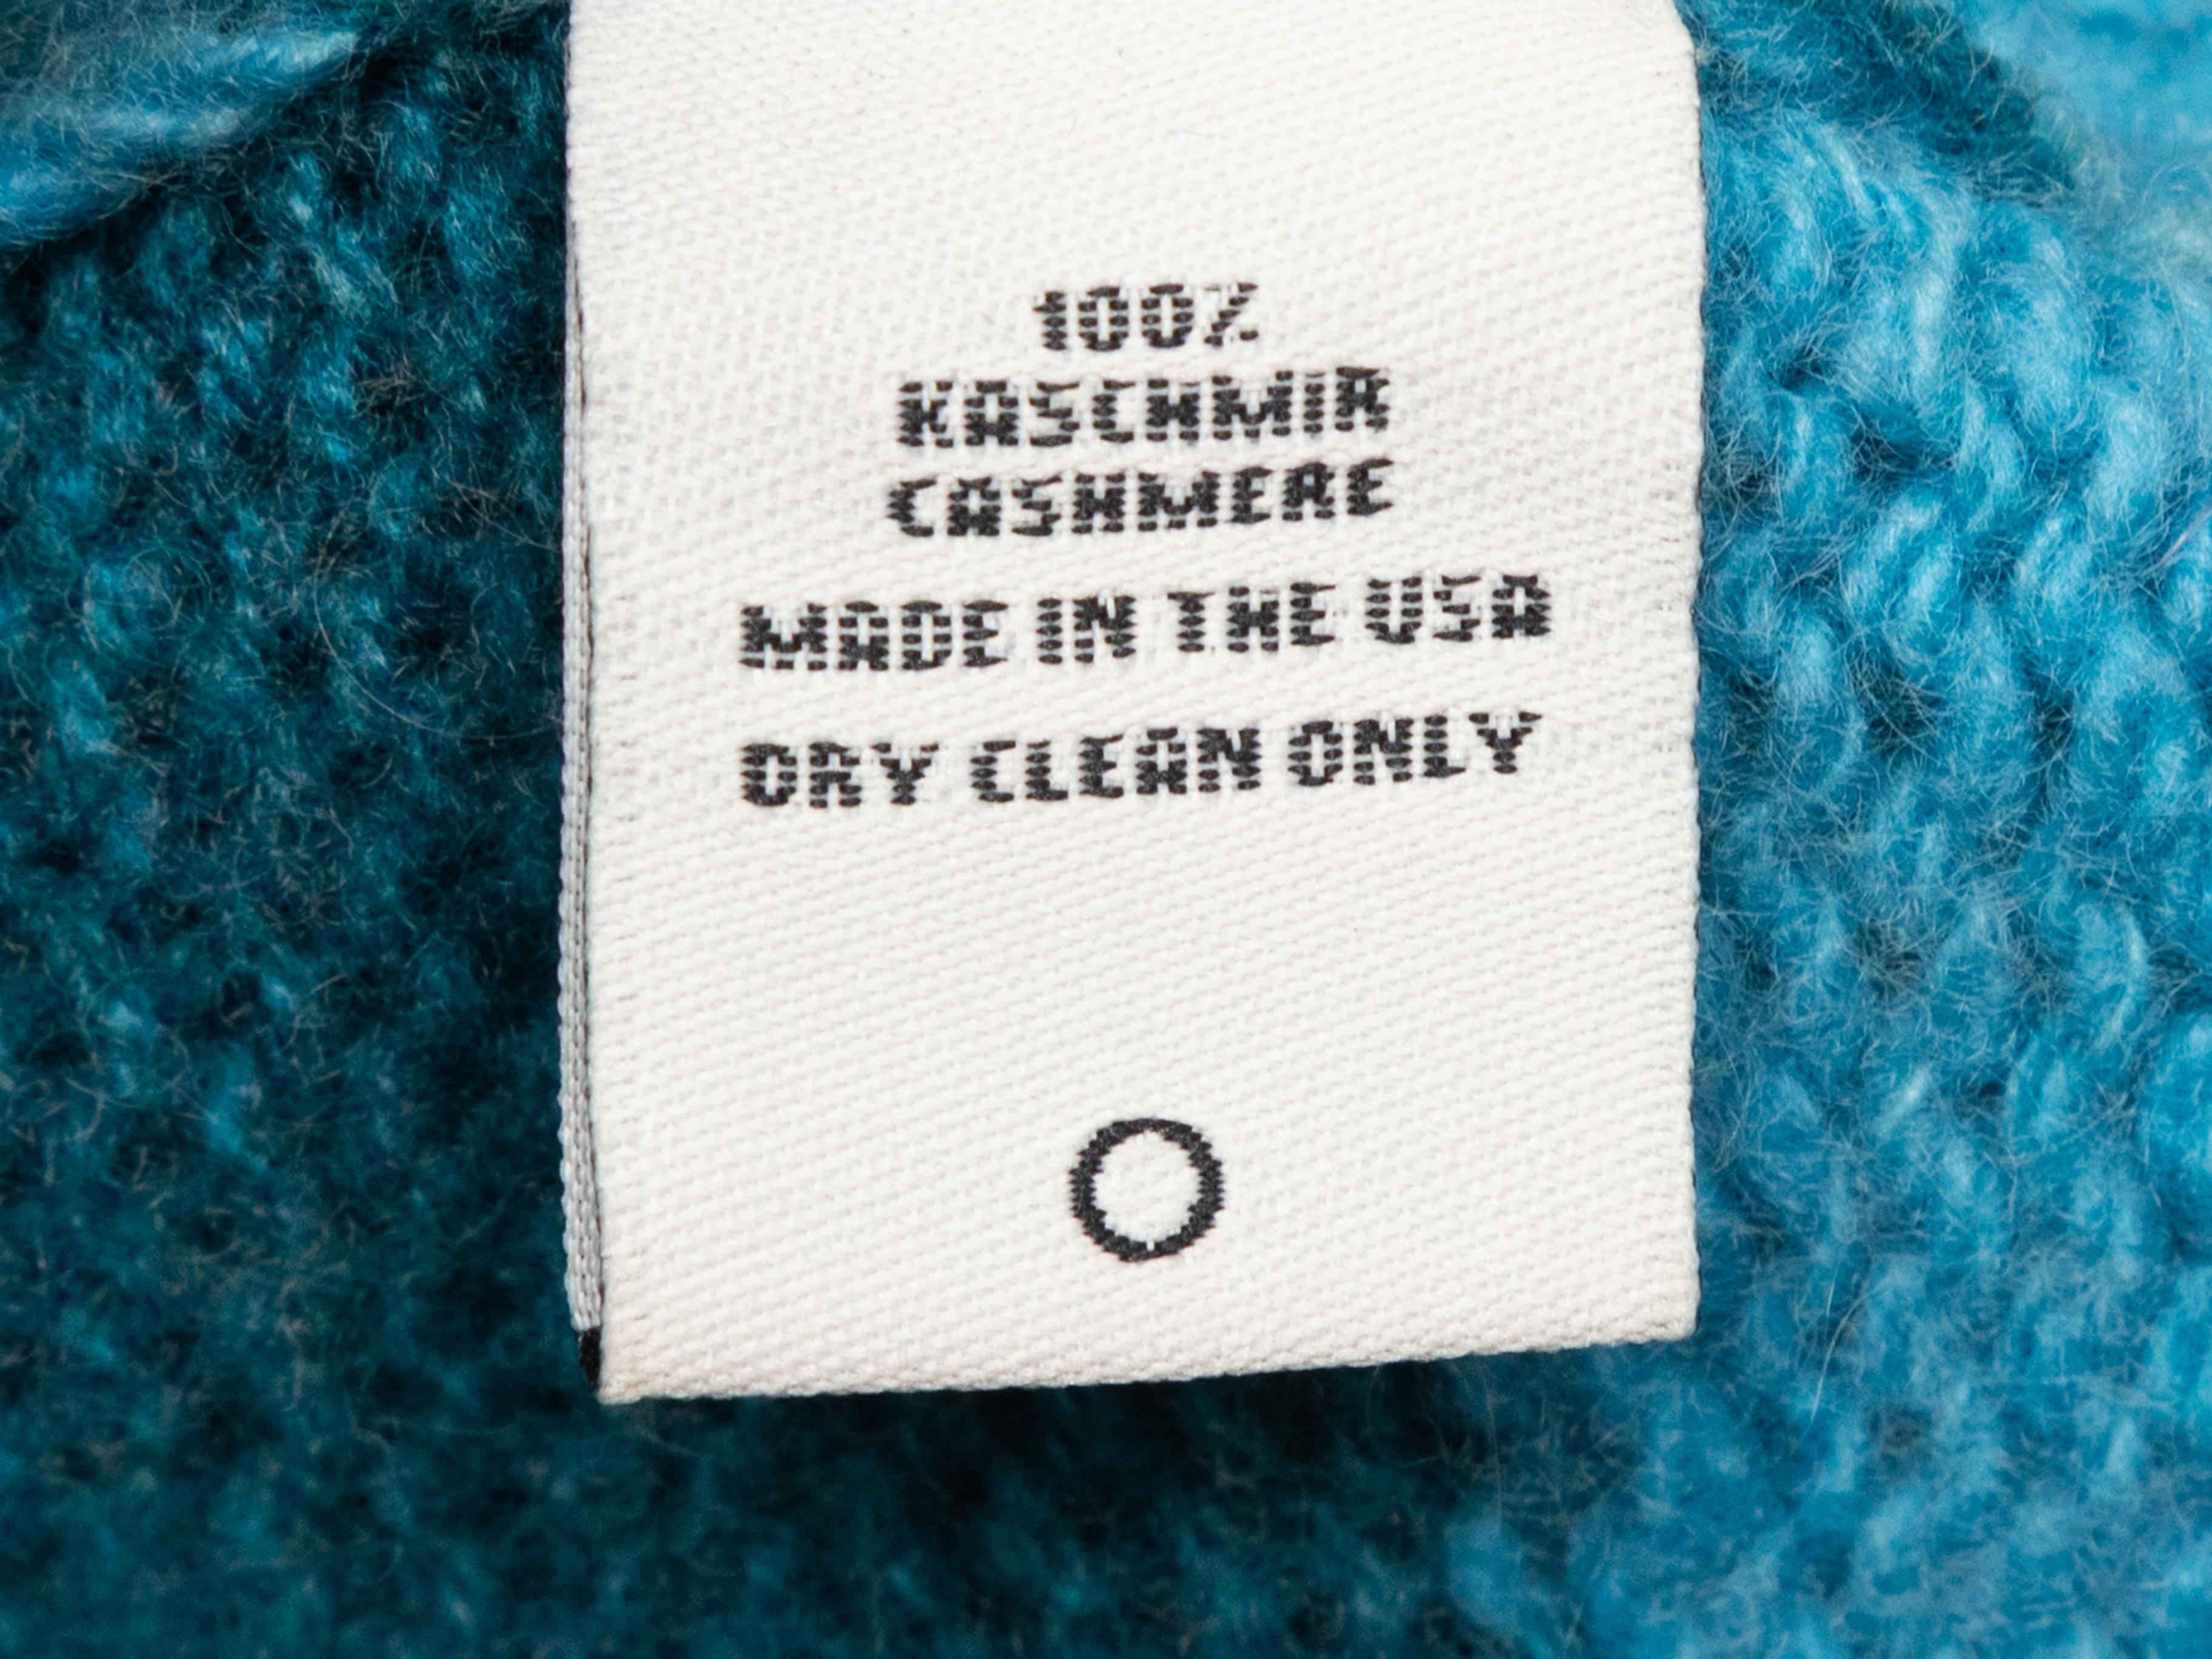 100%
KASCHMIR
CASHMERE
MADE IN THE USA
DRY CLEAN ONLY